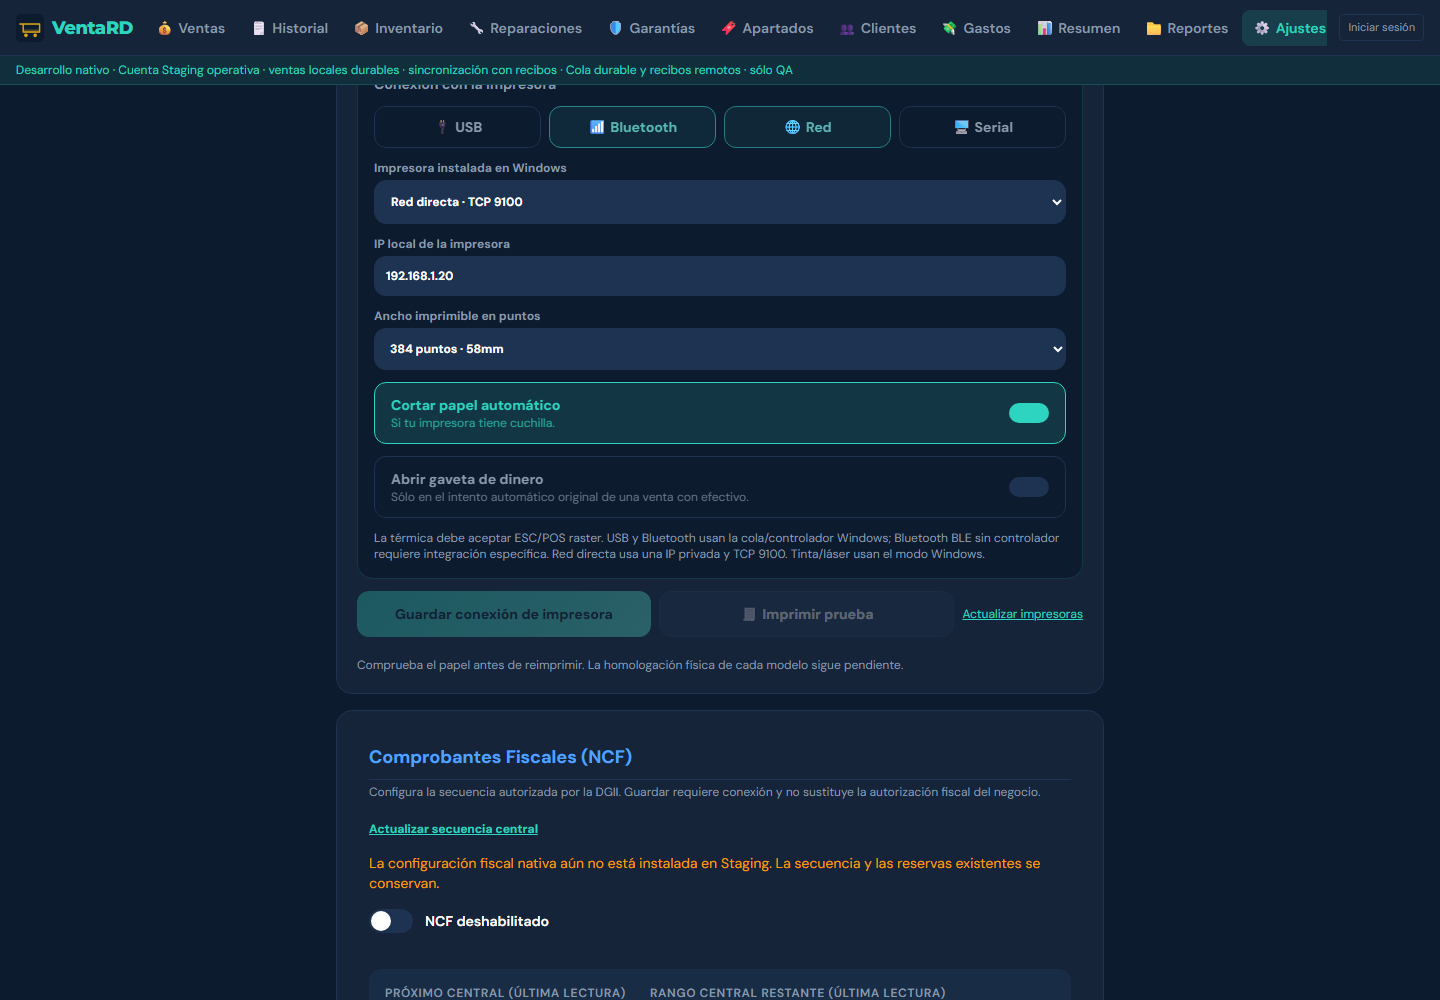 VentaRD
Ventas
Historial
Inventario
Reparaciones
Garantías
Apartados
Clientes
Gastos
Resumen
Reportes
Ajustes
Iniciar sesión
Desarrollo nativo · Cuenta Staging operativa · ventas locales durables · sincronización con recibos · Cola durable y recibos remotos · sólo QA
Conexión con la impresora
USB
Bluetooth
Red
Serial
Impresora instalada en Windows
Red directa · TCP 9100
IP local de la impresora
192.168.1.20
Ancho imprimible en puntos
384 puntos · 58mm
Cortar papel automático
Si tu impresora tiene cuchilla.
Abrir gaveta de dinero
Sólo en el intento automático original de una venta con efectivo.
La térmica debe aceptar ESC/POS raster. USB y Bluetooth usan la cola/controlador Windows; Bluetooth BLE sin controlador
requiere integración específica. Red directa usa una IP privada y TCP 9100. Tinta/láser usan el modo Windows.
Guardar conexión de impresora
Imprimir prueba
Actualizar impresoras
Comprueba el papel antes de reimprimir. La homologación física de cada modelo sigue pendiente.
Comprobantes Fiscales (NCF)
Configura la secuencia autorizada por la DGII. Guardar requiere conexión y no sustituye la autorización fiscal del negocio.
Actualizar secuencia central
La configuración fiscal nativa aún no está instalada en Staging. La secuencia y las reservas existentes se
conservan.
NCF deshabilitado
PRÓXIMO CENTRAL (ÚLTIMA LECTURA)
RANGO CENTRAL RESTANTE (ÚLTIMA LECTURA)